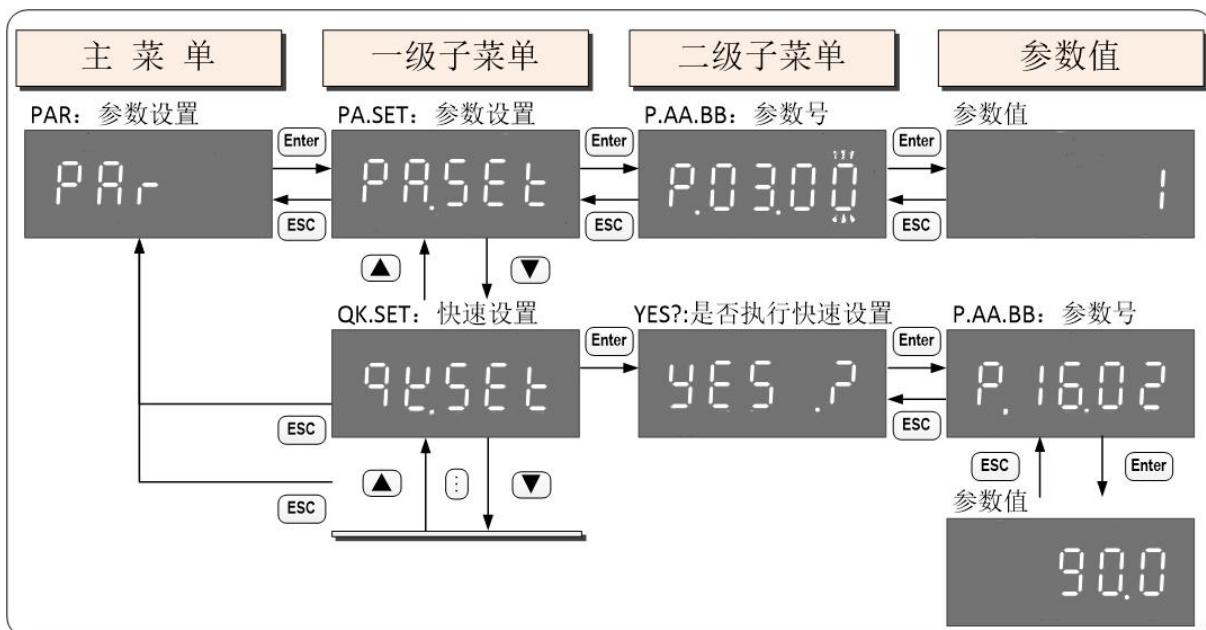 主 菜 单
一级子菜单
二级子菜单
参数值
PAR：参数设置
PA.SET：参数设置
P.AA.BB：参数号
参数值
Enter
Enter
Enter
PAr
PA.SEt
P.03.00
1
ESC
ESC
ESC
QK.SET：快速设置
YES?:是否执行快速设置
P.AA.BB：参数号
Enter
Enter
qk.SEt
yES .?
P.16.02
ESC
ESC
ESC
Enter
ESC
参数值
90.0